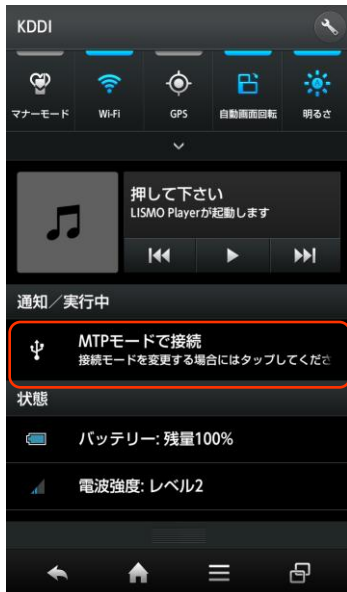 KDDI
マナーモード Wi-Fi GPS 自動画面回転 明るさ
押して下さい
LISMO Playerが起動します
通知／実行中
MTPモードで接続
接続モードを変更する場合にはタップしてくださ
状態
バッテリー: 残量100%
電波強度: レベル2